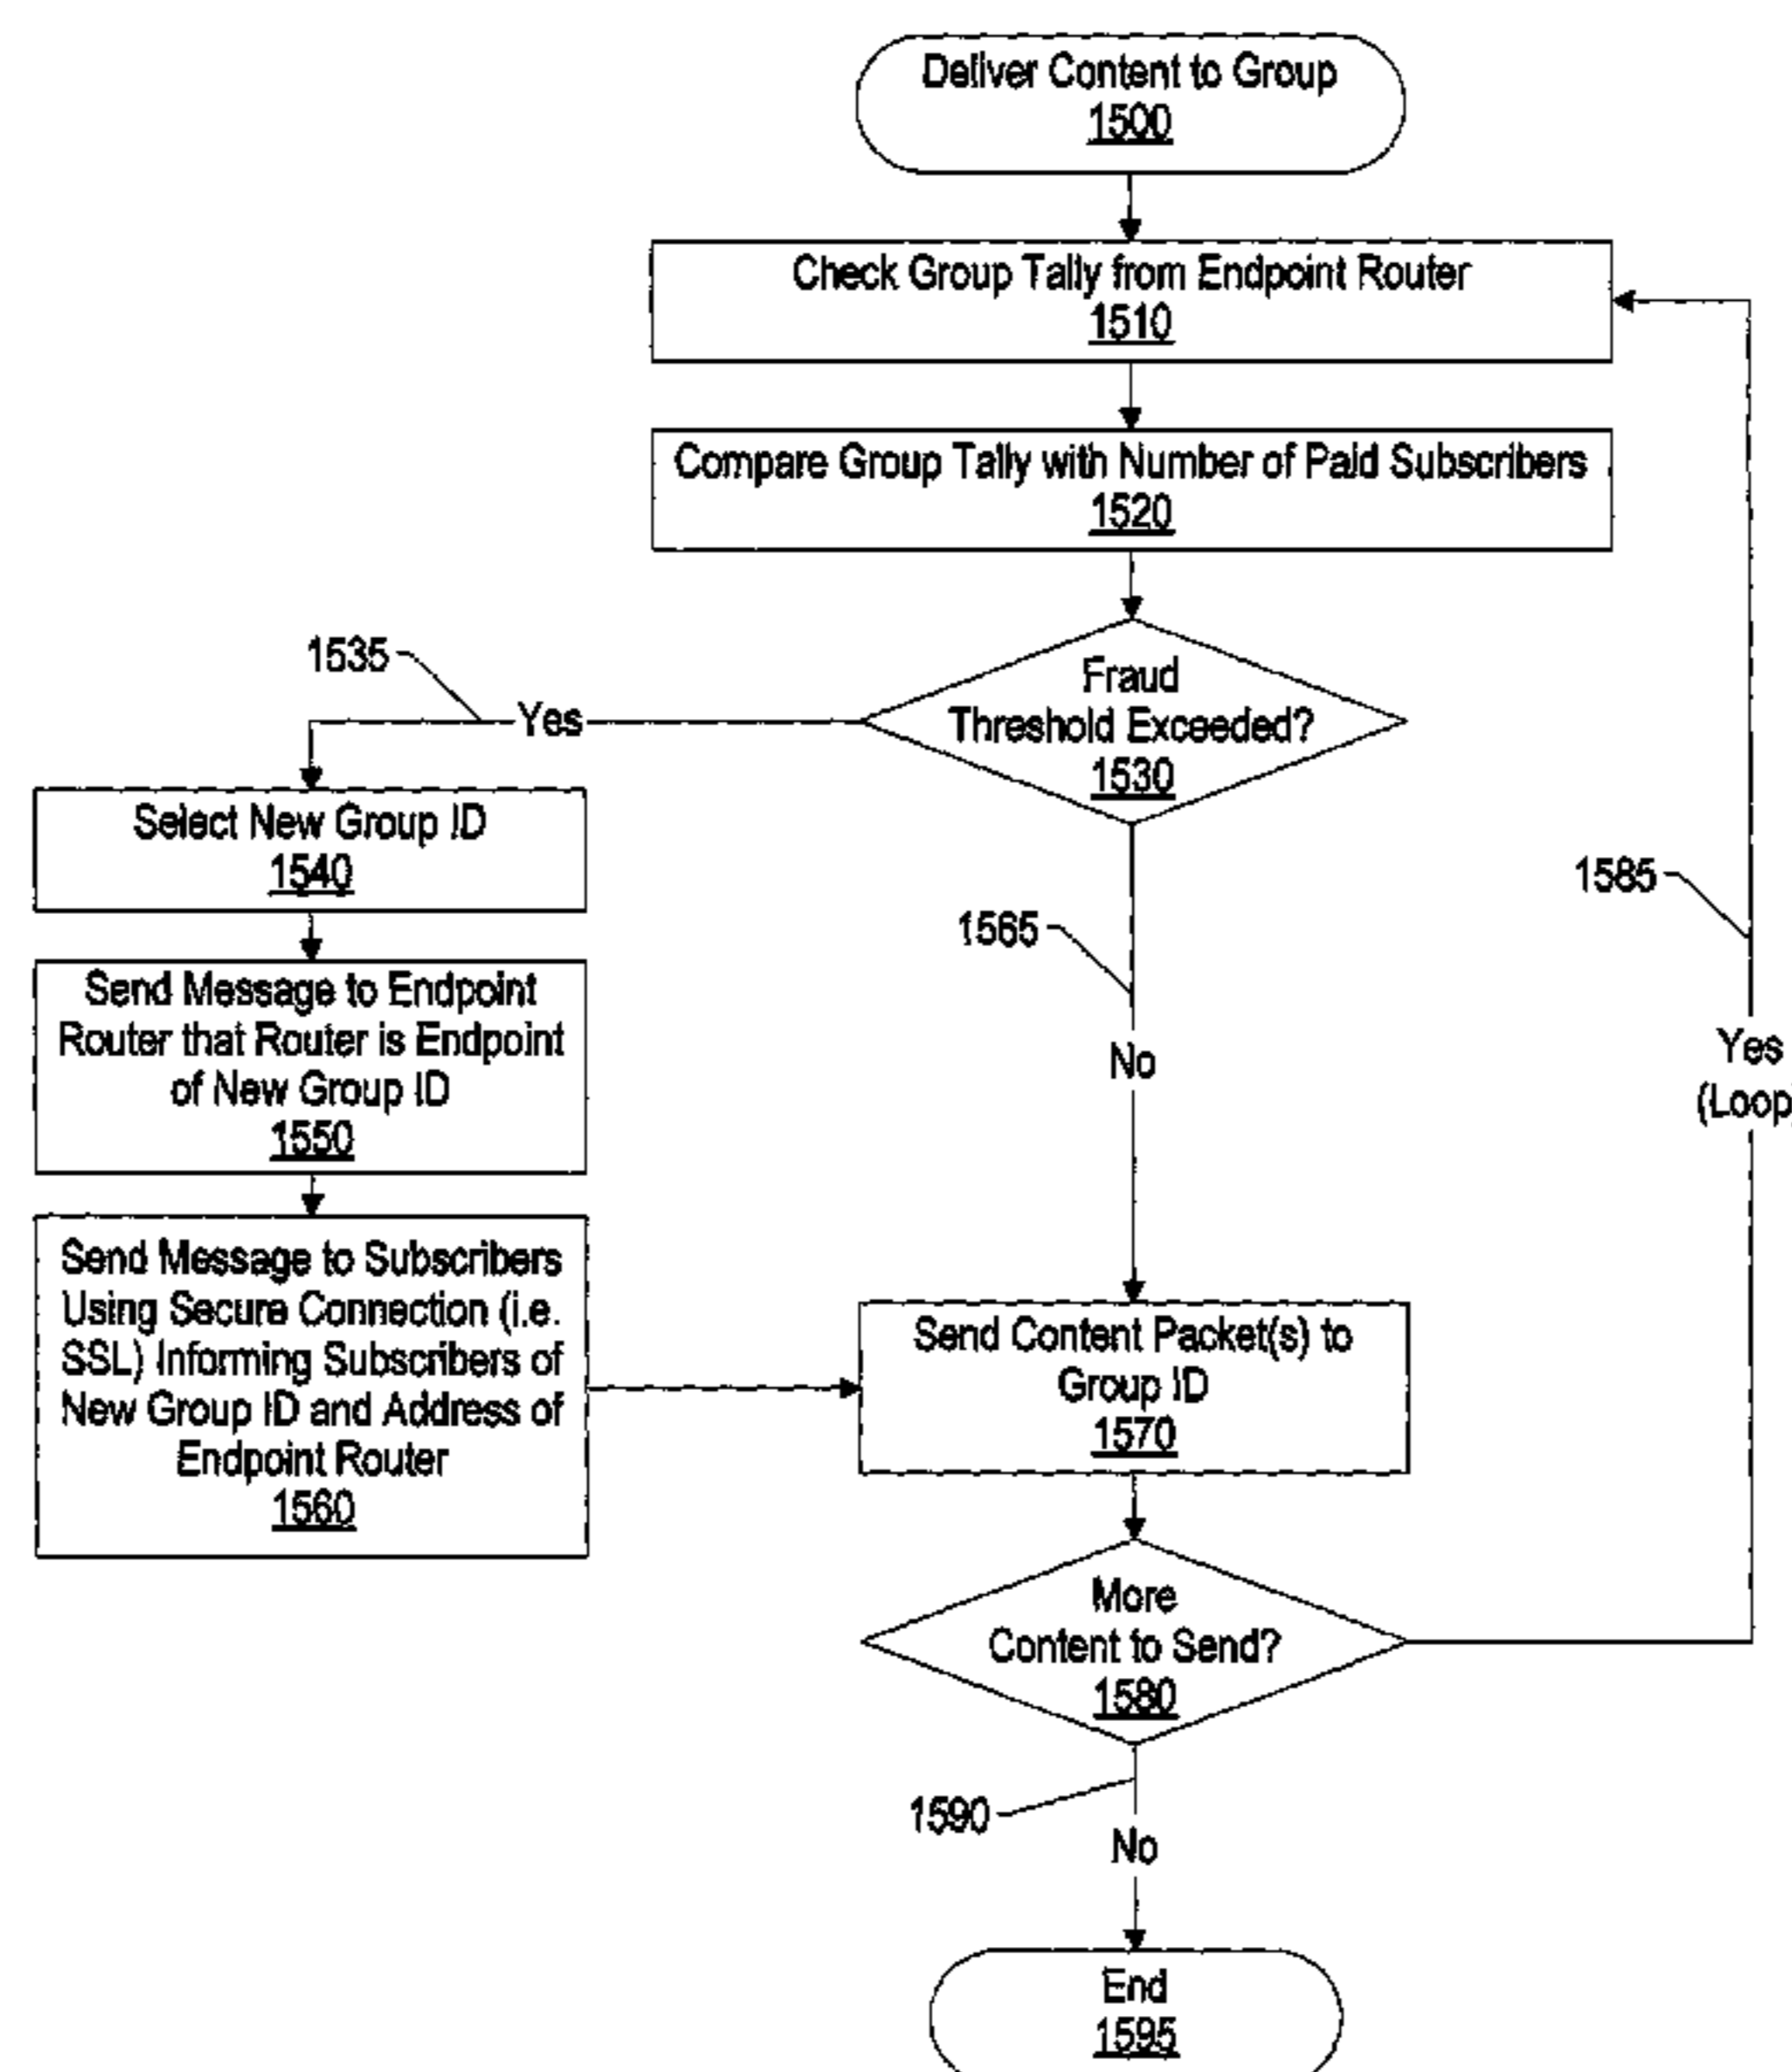 Deliver Content to Group
1500
Check Group Tally from Endpoint Router
1510
Compare Group Tally with Number of Paid Subscribers
1520
Fraud
Threshold Exceeded?
1530
1535
Yes
Select New Group ID
1540
Send Message to Endpoint
Router that Router is Endpoint
of New Group ID
1550
Send Message to Subscribers
Using Secure Connection (i.e.
SSL) Informing Subscribers of
New Group ID and Address of
Endpoint Router
1560
1565
No
Send Content Packet(s) to
Group ID
1570
More
Content to Send?
1580
1585
Yes
(Loop)
1590
No
End
1595